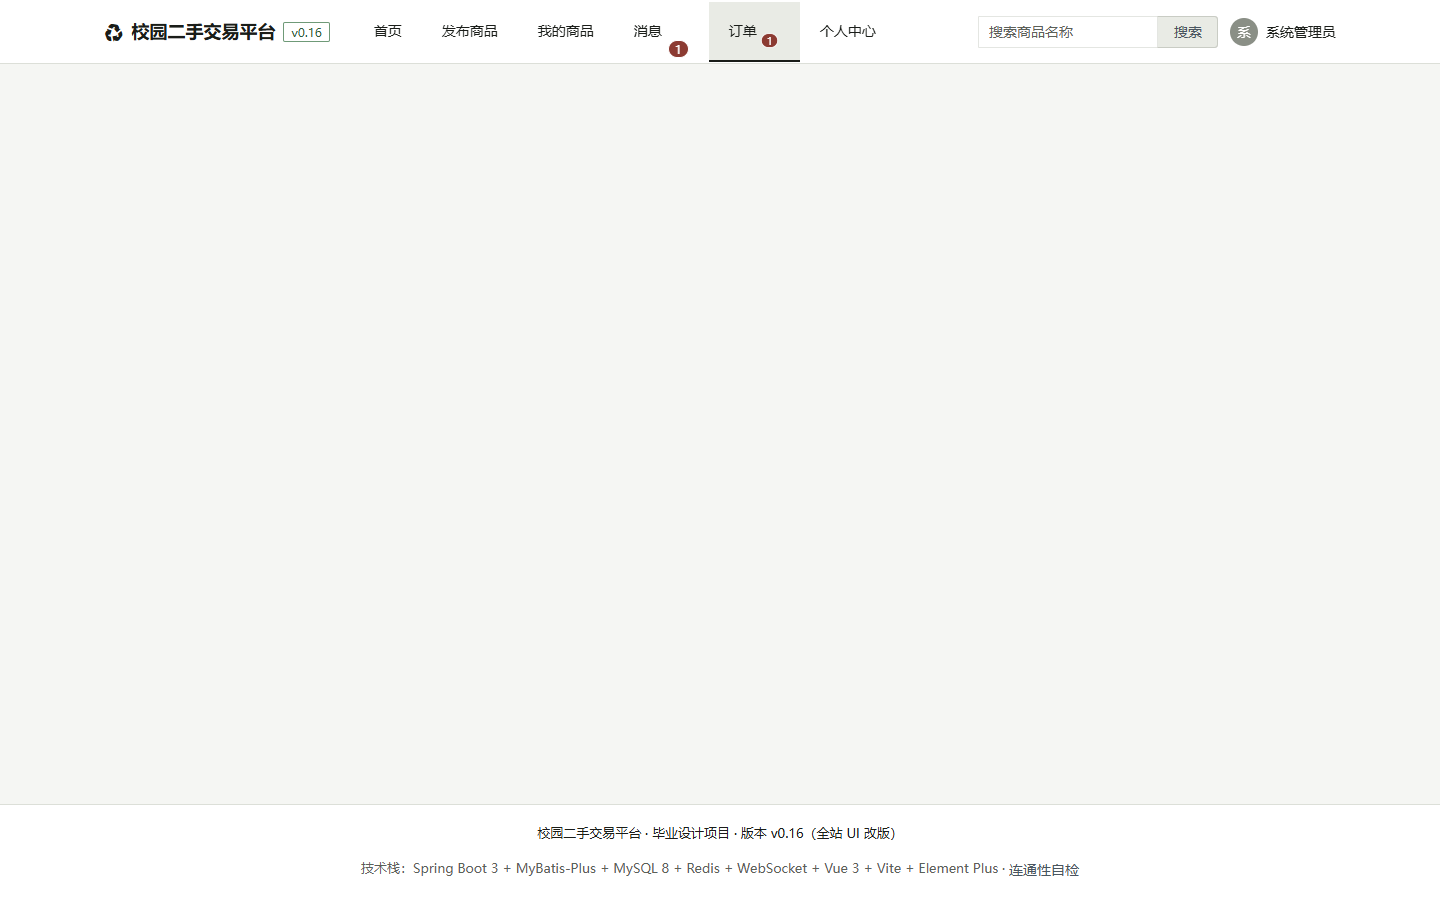 校园二手交易平台 v0.16 首页 发布商品 我的商品 消息 1 订单 1 个人中心 搜索商品名称 搜索 系 系统管理员
校园二手交易平台 · 毕业设计项目 · 版本 v0.16（全站 UI 改版）
技术栈：Spring Boot 3 + MyBatis-Plus + MySQL 8 + Redis + WebSocket + Vue 3 + Vite + Element Plus · 连通性自检